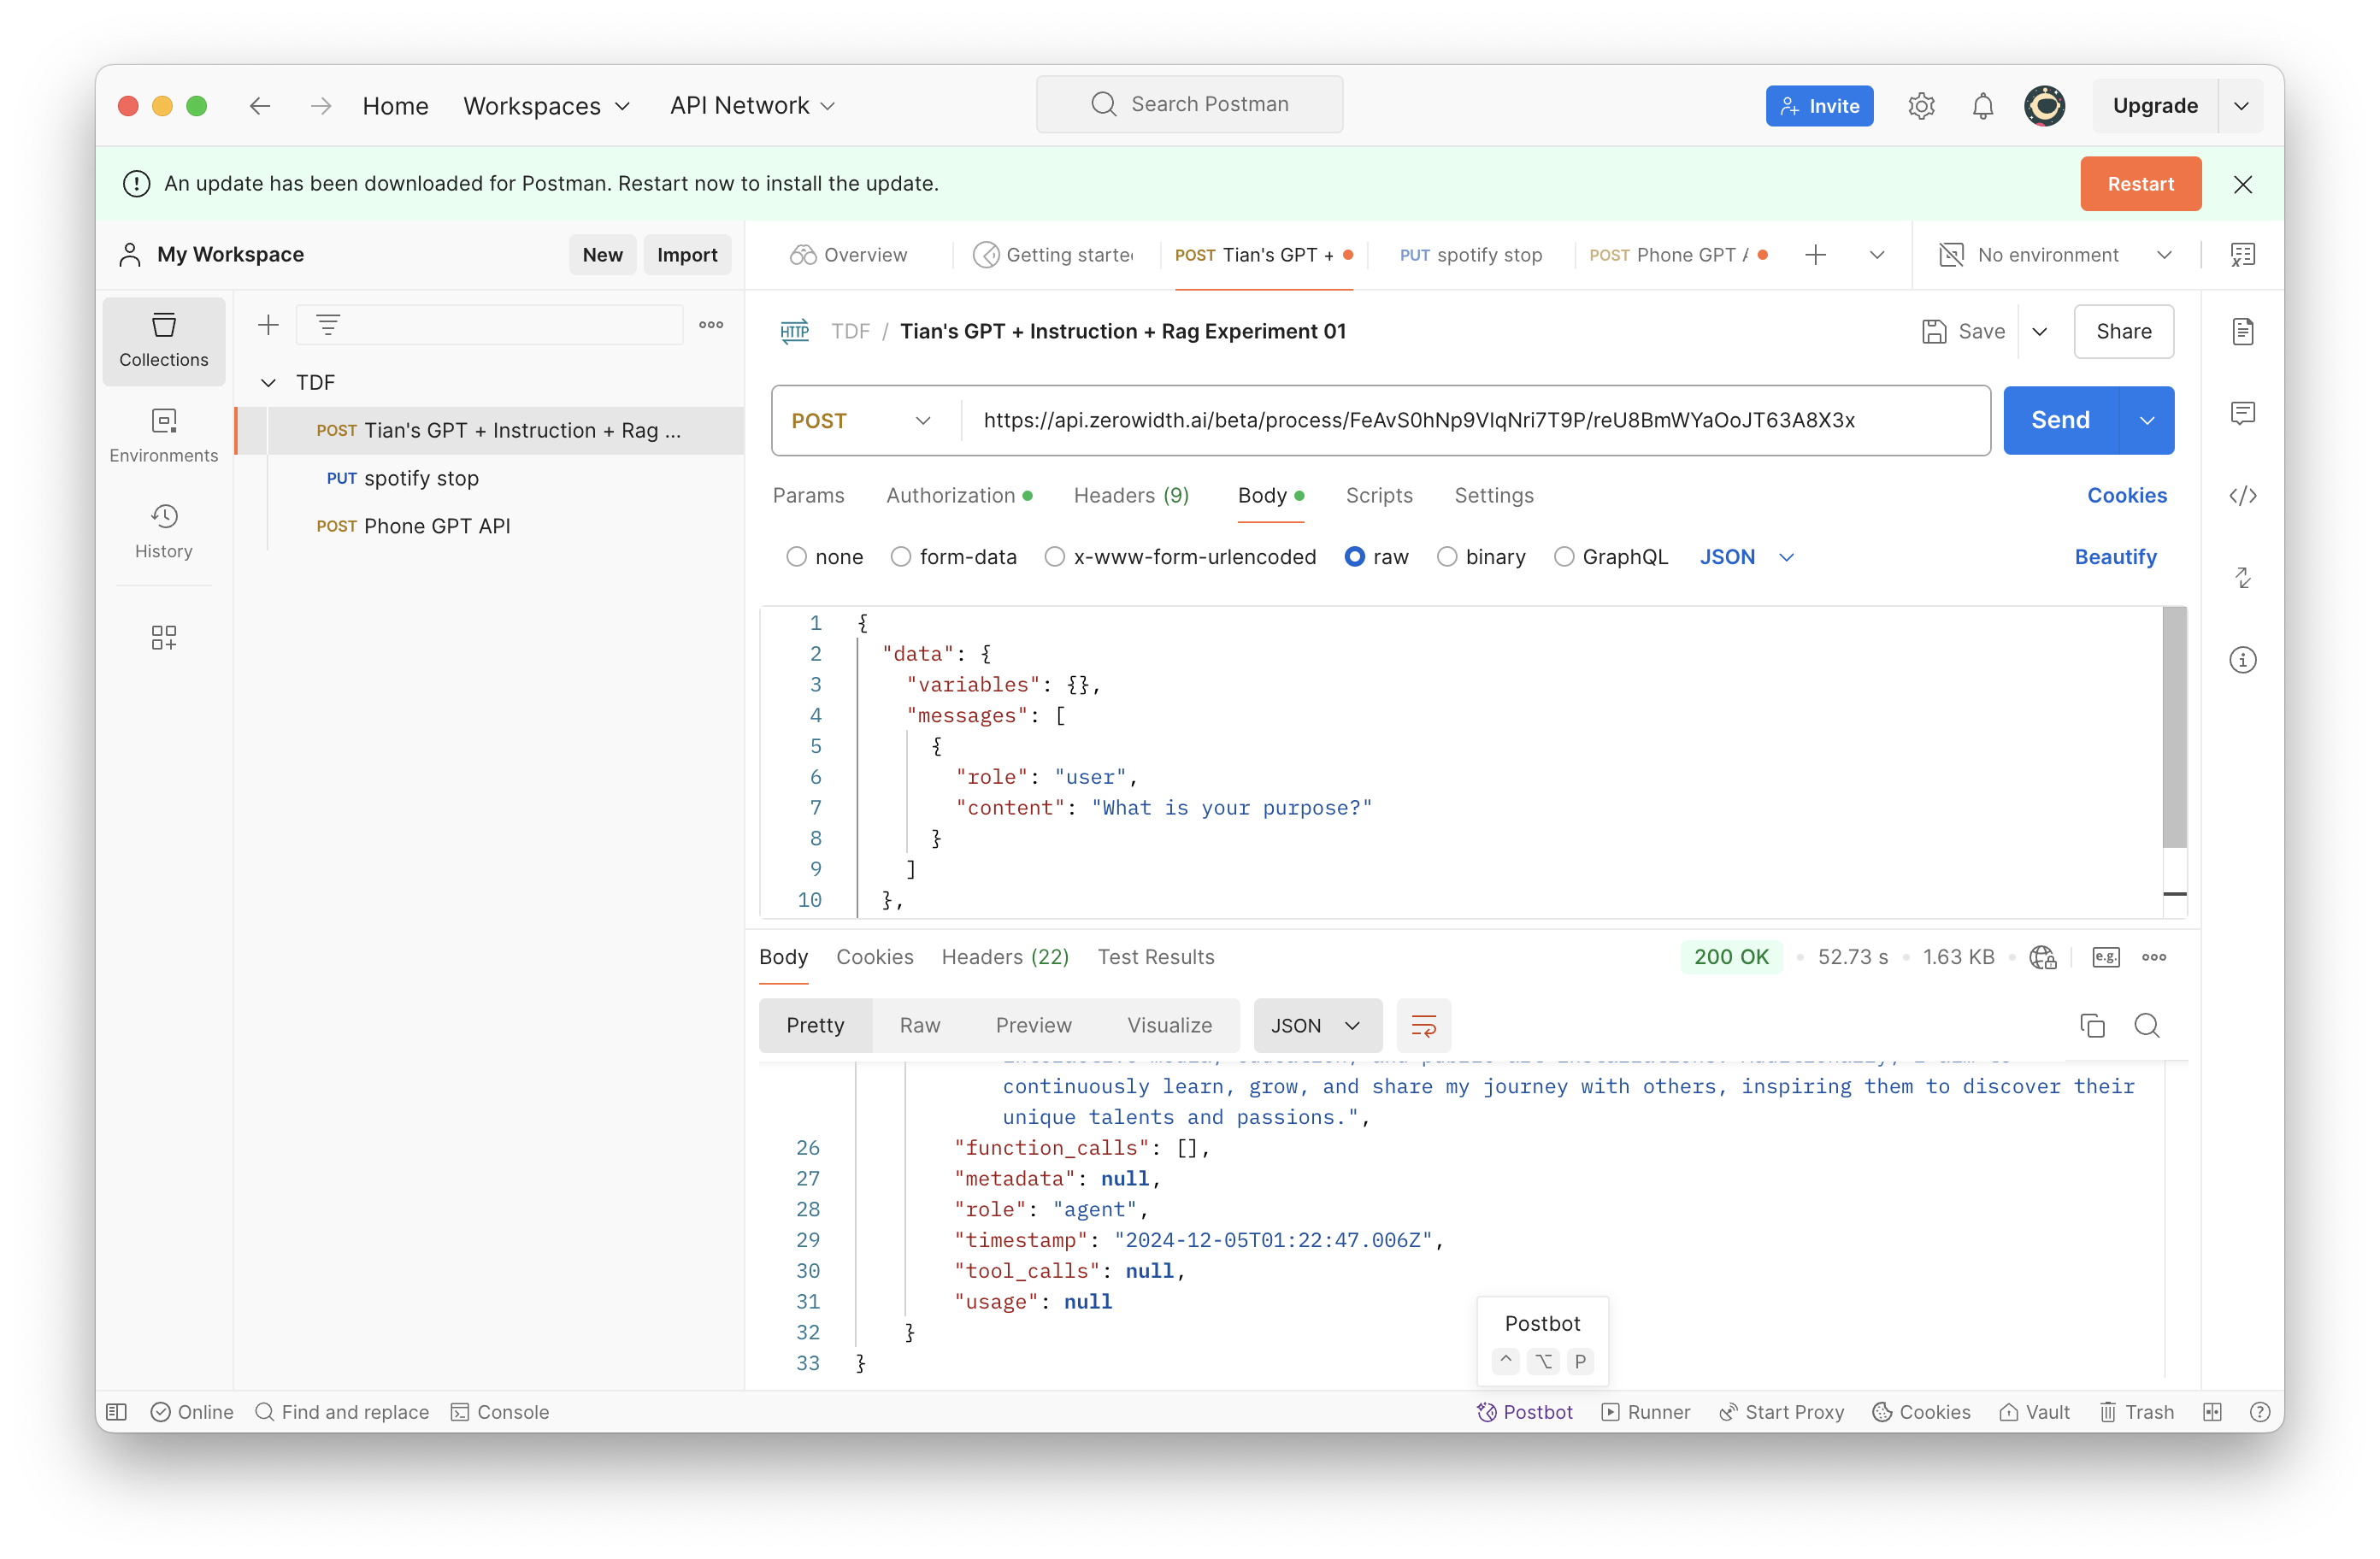 Home Workspaces API Network Search Postman Invite Upgrade
An update has been downloaded for Postman. Restart now to install the update. Restart
My Workspace New Import
Overview Getting starte POST Tian's GPT + PUT spotify stop POST Phone GPT No environment
Collections
Environments
History
TDF
POST Tian's GPT + Instruction + Rag ...
PUT spotify stop
POST Phone GPT API
HTTP TDF / Tian's GPT + Instruction + Rag Experiment 01 Save Share
POST https://api.zerowidth.ai/beta/process/FeAvS0hNp9VIqNri7T9P/reU8BmWYaOoJT63A8X3x Send
Params Authorization Headers (9) Body Scripts Settings Cookies
none form-data x-www-form-urlencoded raw binary GraphQL JSON Beautify
1 {
2 "data": {
3 "variables": {},
4 "messages": [
5 {
6 "role": "user",
7 "content": "What is your purpose?"
8 }
9 ]
10 },
Body Cookies Headers (22) Test Results 200 OK 52.73 s 1.63 KB e.g.
Pretty Raw Preview Visualize JSON
continuously learn, grow, and share my journey with others, inspiring them to discover their
unique talents and passions.",
26 "function_calls": [],
27 "metadata": null,
28 "role": "agent",
29 "timestamp": "2024-12-05T01:22:47.006Z",
30 "tool_calls": null,
31 "usage": null
32 }
33 }
Postbot
^ ⌥ P
Online Find and replace Console Postbot Runner Start Proxy Cookies Vault Trash